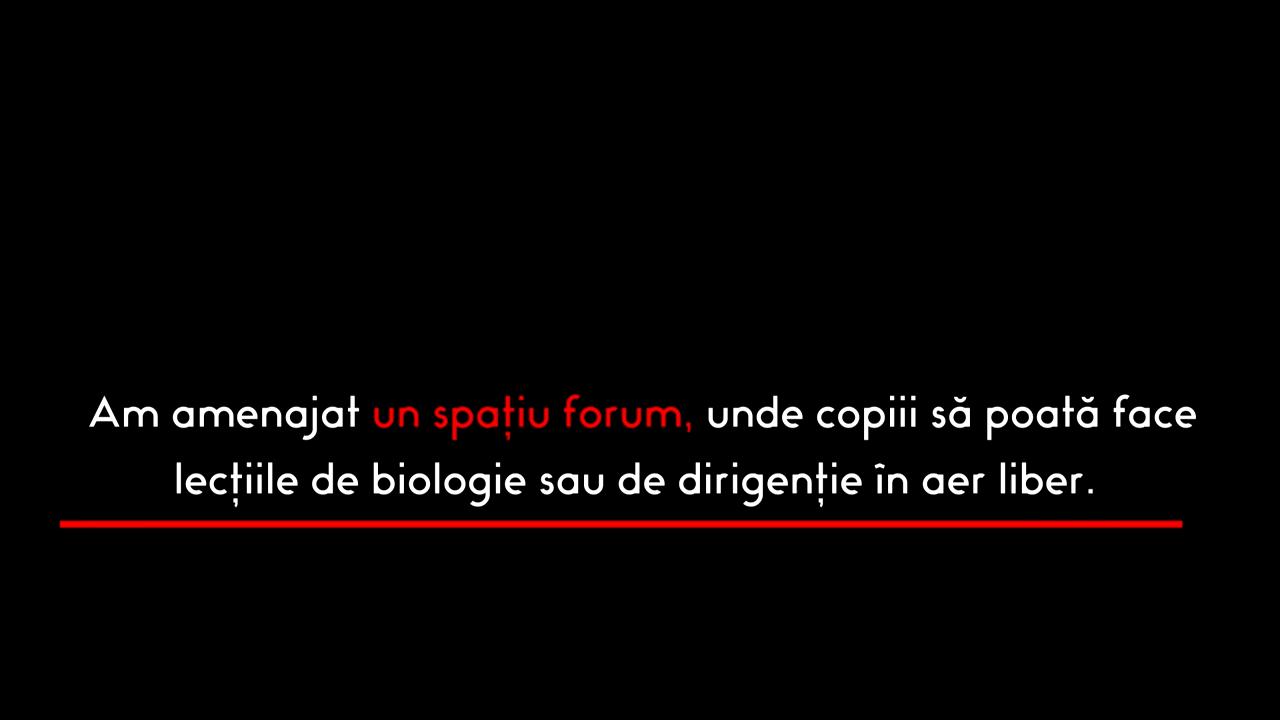 Am amenajat un spațiu forum, unde copiii să poată face
lecțiile de biologie sau de dirigenție în aer liber.